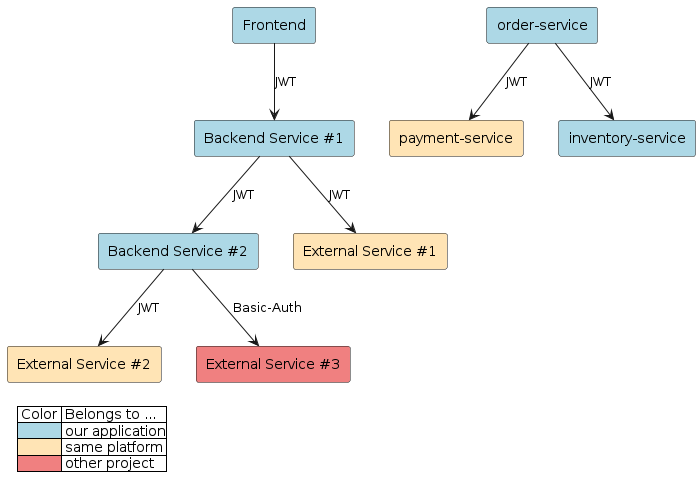 Frontend
order-service
JWT
JWT
JWT
Backend Service #1
payment-service
inventory-service
JWT
JWT
Backend Service #2
External Service #1
JWT
Basic-Auth
External Service #2
External Service #3
Color
Belongs to ...
our application
same platform
other project